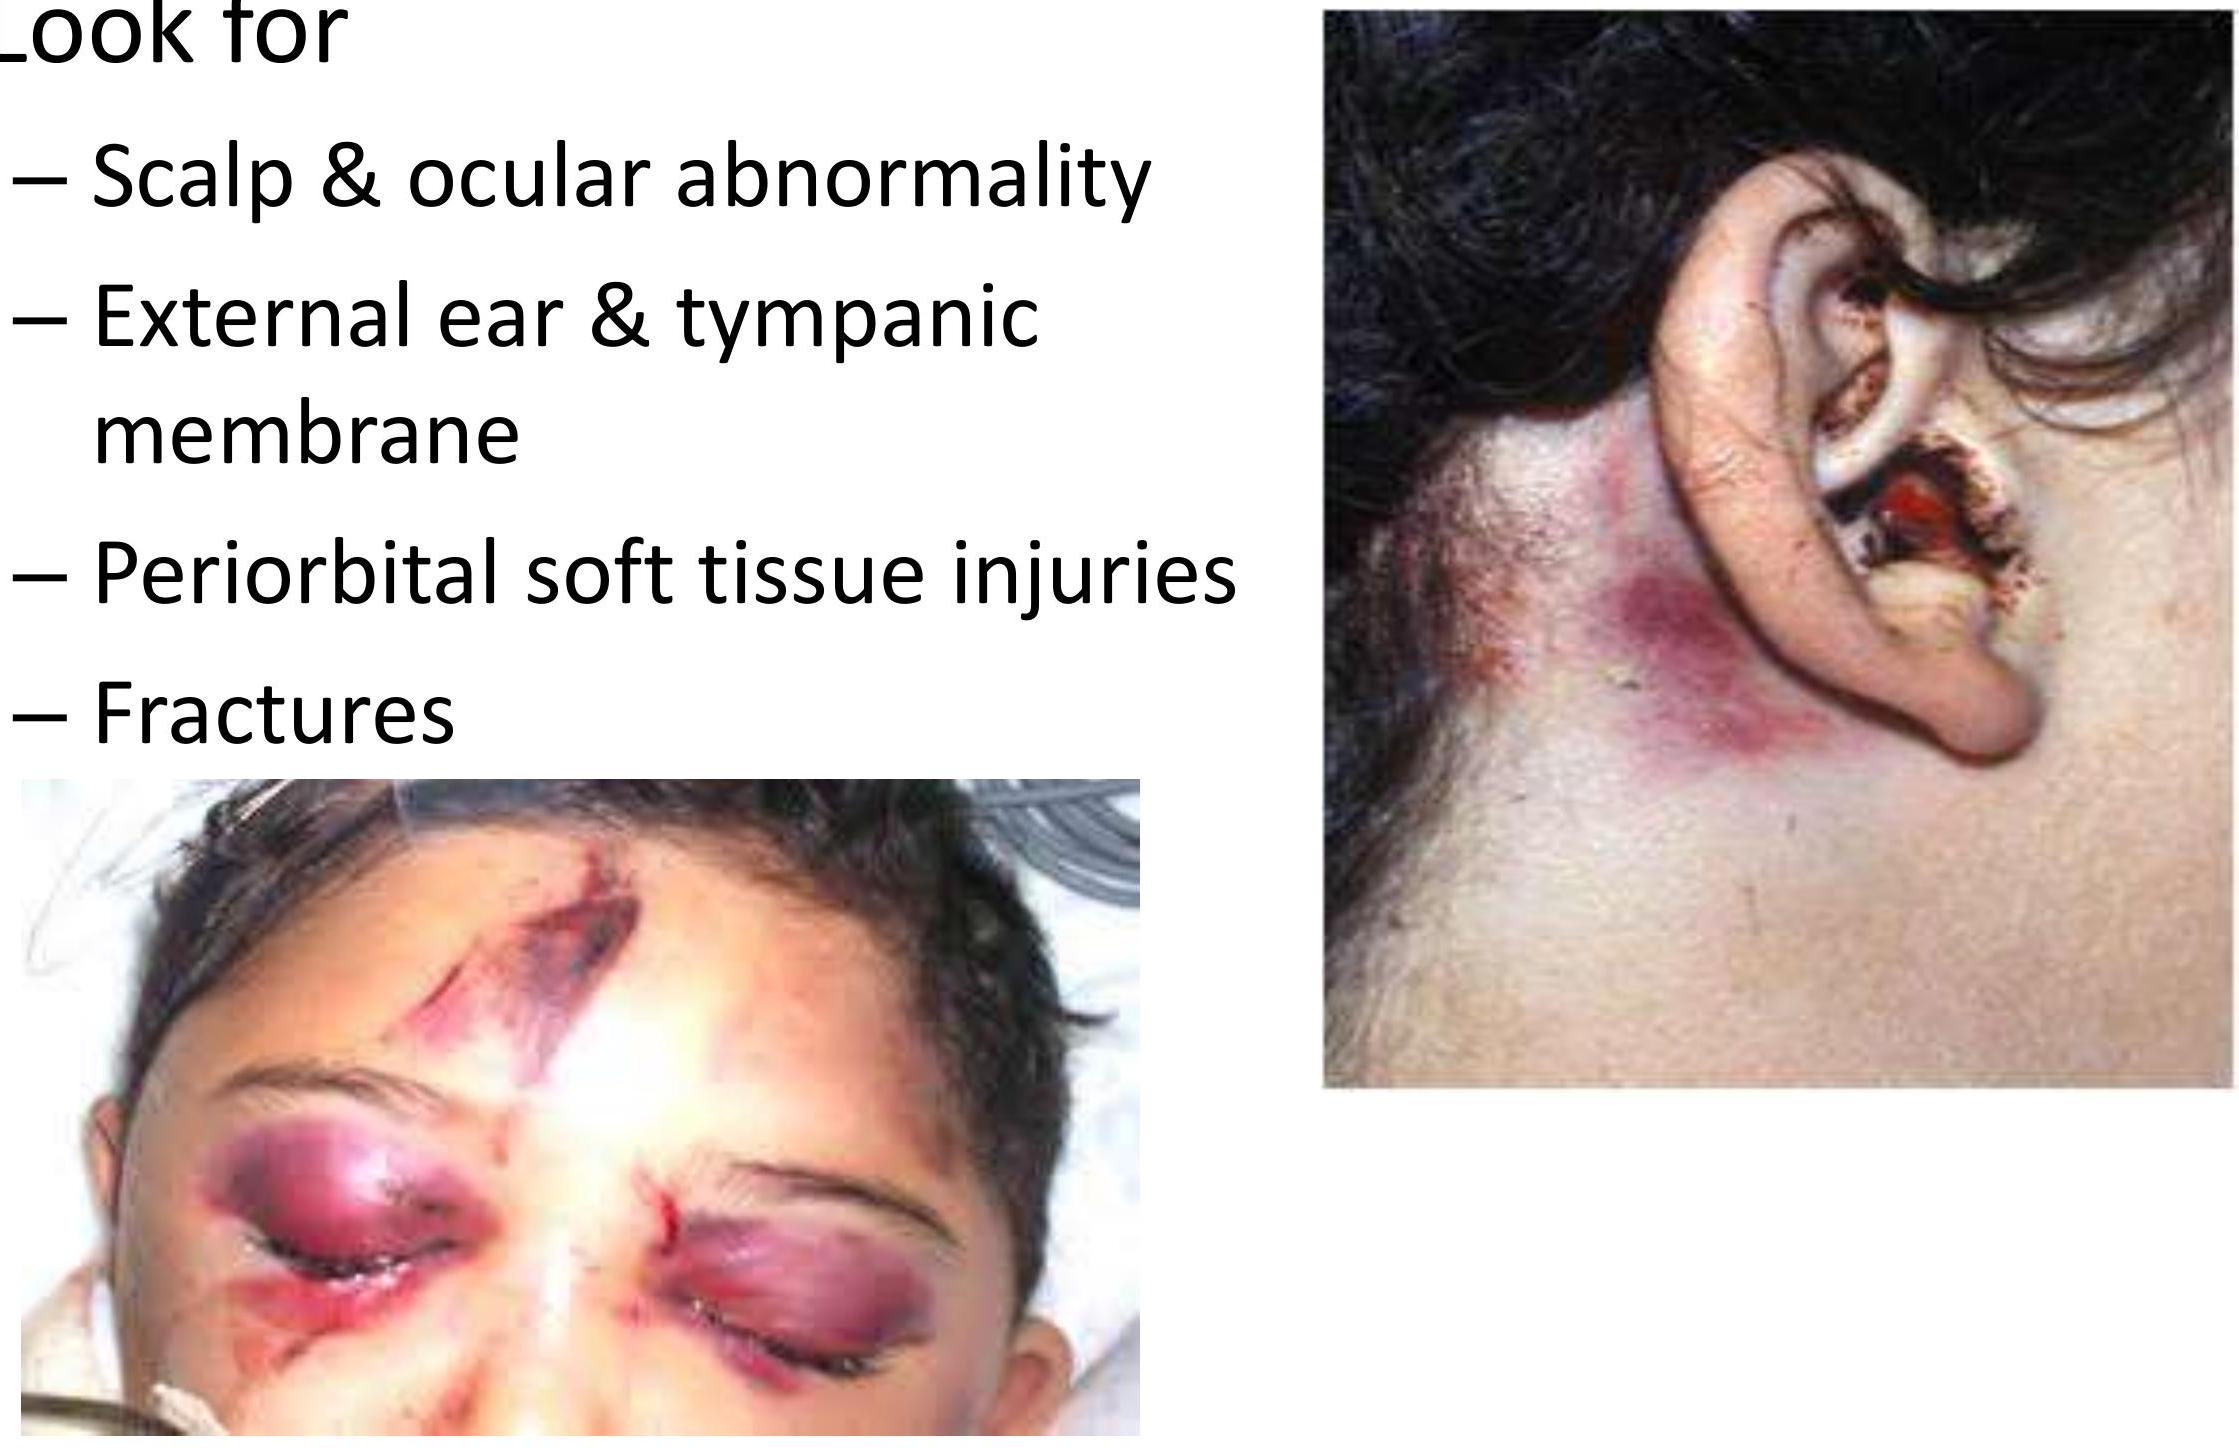 Look for
– Scalp & ocular abnormality
– External ear & tympanic
membrane
– Periorbital soft tissue injuries
– Fractures